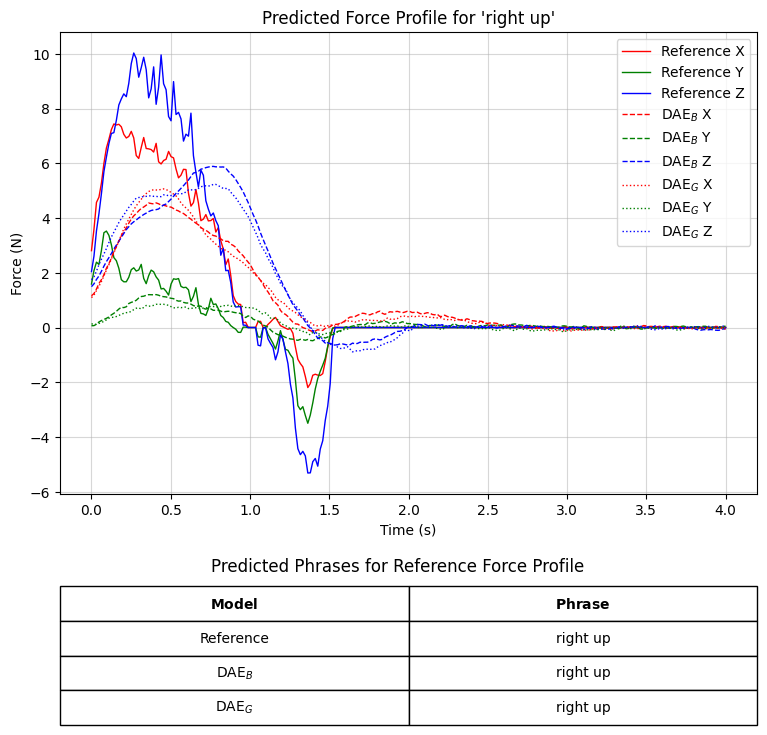 Predicted Force Profile for 'right up'
Reference X
Reference Y
Reference Z
DAE_B X
DAE_B Y
DAE_B Z
DAE_G X
DAE_G Y
DAE_G Z
Force (N)
10
8
6
4
2
0
−2
−4
−6
0.0 0.5 1.0 1.5 2.0 2.5 3.0 3.5 4.0
Time (s)
Predicted Phrases for Reference Force Profile
Model Phrase
Reference right up
DAE_B right up
DAE_G right up